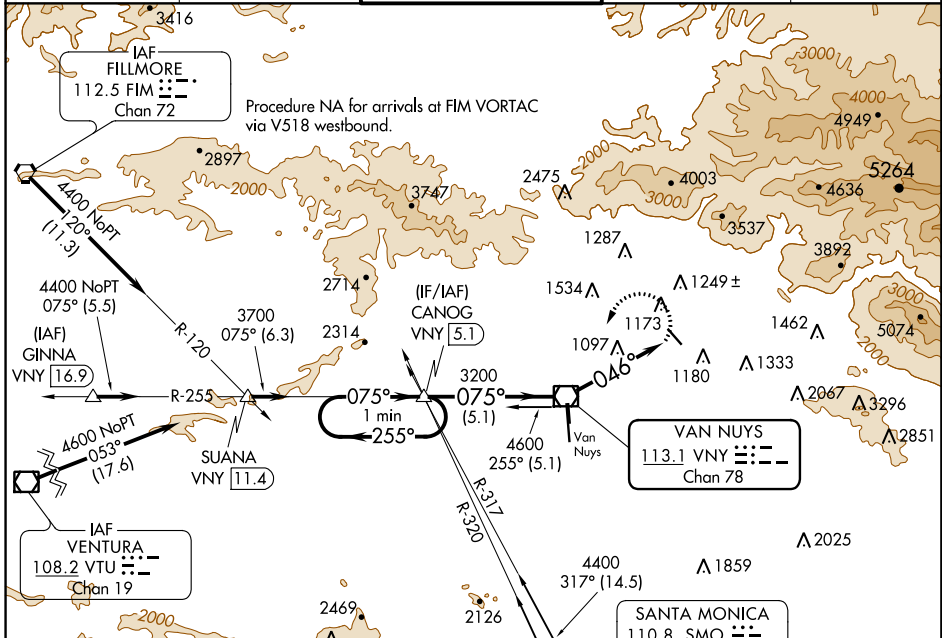 3416
IAF
FILLMORE
112.5 FIM
Chan 72
Procedure NA for arrivals at FIM VORTAC
via V518 westbound.
3000
4000
4949
2897
2000
3747
2475
2000
4003
3000
4636
5264
3537
3892
4400 NoPT
120°
(11.3)
1287
2714
1534
1249 ±
3000
5074
2000
4400 NoPT
075° (5.5)
3700
075° (6.3)
2314
(IF/IAF)
CANOG
VNY 5.1
1173
1462
(IAF)
GINNA
VNY 16.9
R-120
1097
046°
1180
1333
3200
R-255
075°
1 min
255°
075°
(5.1)
2067
3296
2851
4600 NoPT
053°
(17.6)
SUANA
VNY 11.4
4600
255° (5.1)
Van
Nuys
VAN NUYS
113.1 VNY
Chan 78
R-317
R-320
IAF
VENTURA
108.2 VTU
Chan 19
2025
4400
317° (14.5)
1859
2000
2469
2126
SANTA MONICA
110.8 SMO